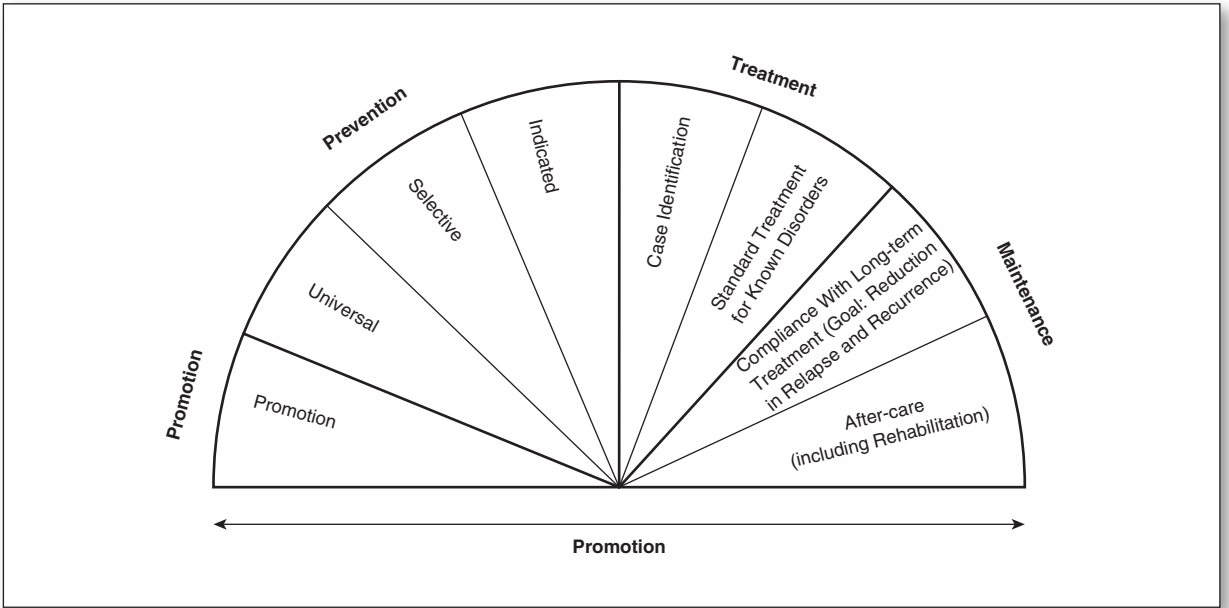 Promotion
Promotion
Prevention
Universal
Selective
Indicated
Treatment
Case Identification
Standard Treatment
for Known Disorders
Maintenance
Compliance With Long-term
Treatment (Goal: Reduction
in Relapse and Recurrence)
After-care
(including Rehabilitation)
Promotion